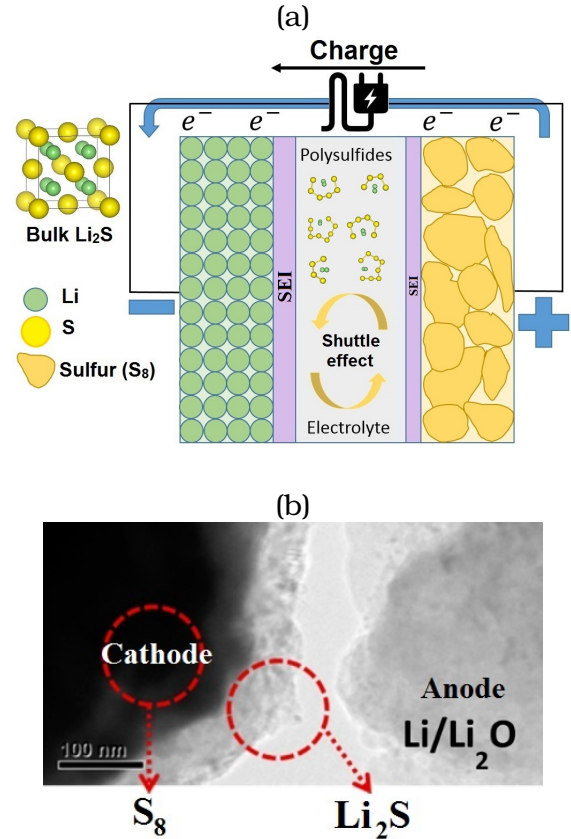 (a)
Charge
e⁻ e⁻ e⁻ e⁻
Polysulfides
Bulk Li₂S
Li
S
Sulfur (S₈)
SEI
SEI
Shuttle
effect
Electrolyte
(b)
Cathode
Anode
Li/Li₂O
100 nm
S₈
Li₂S